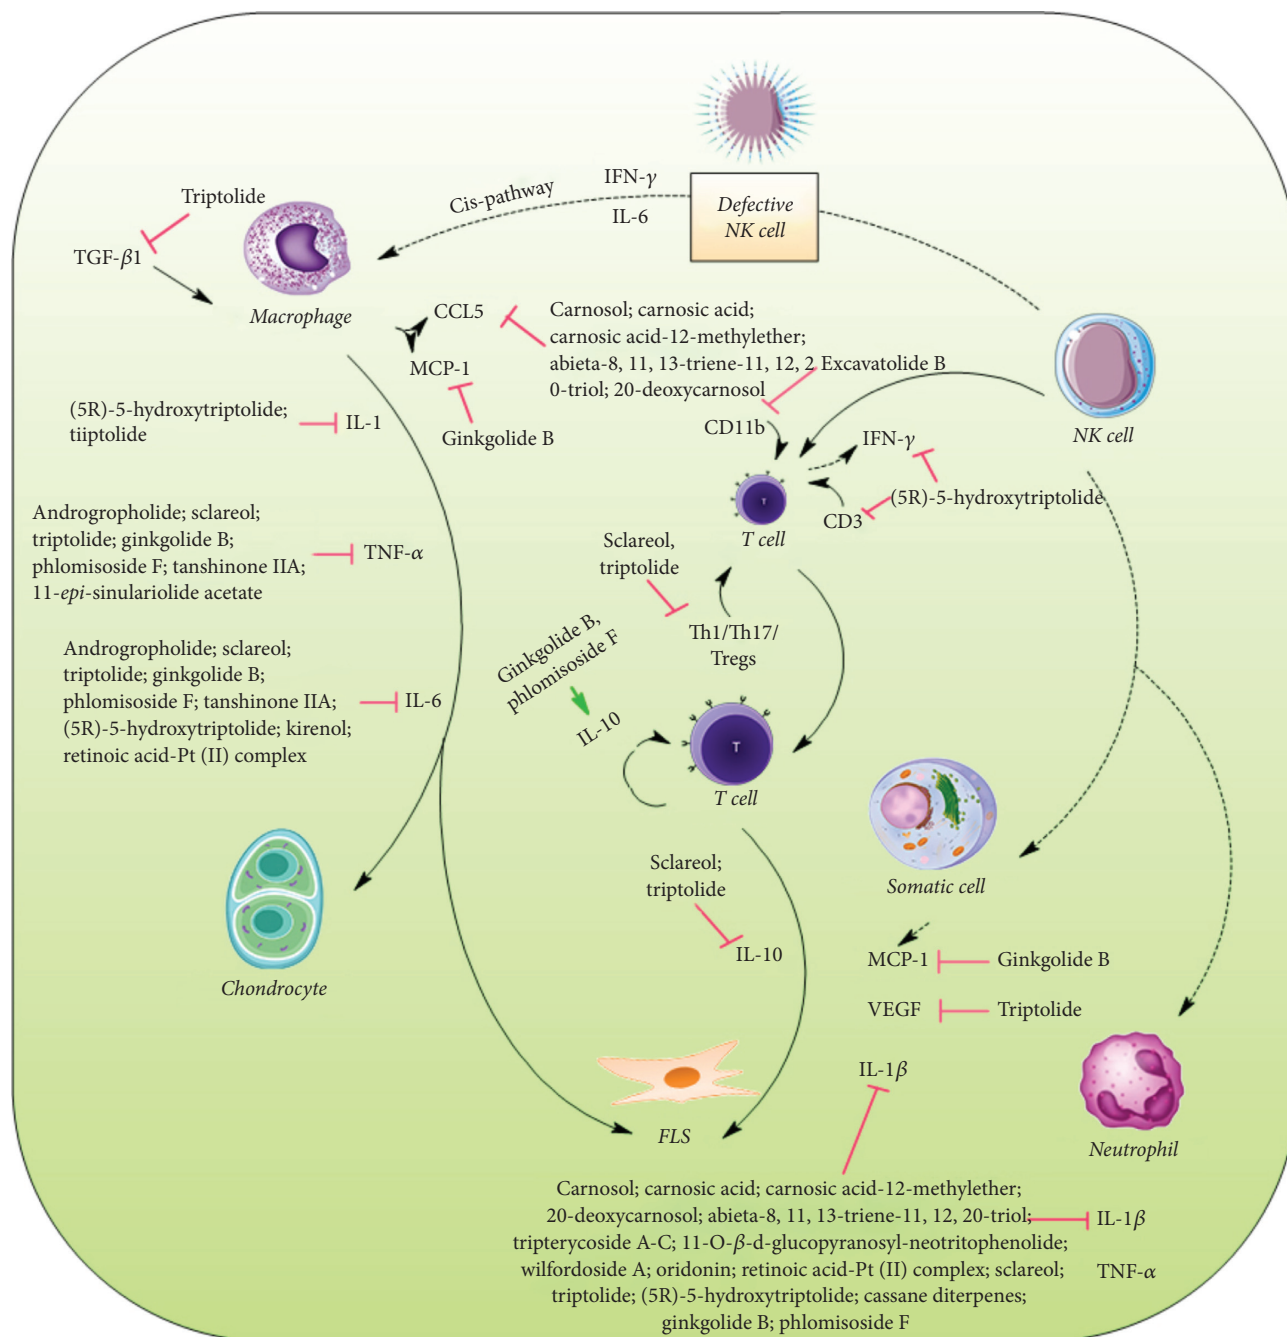 IFN-γ
Cis-pathway
IL-6
Defective
NK cell
Triptolide
TGF-β1
Macrophage
CCL5
MCP-1
Carnosol; carnosic acid;
carnosic acid-12-methylether;
abieta-8, 11, 13-triene-11, 12, 2
0-triol; 20-deoxycarnosol
Excavatolide B
Ginkgolide B
CD11b
IFN-γ
NK cell
(5R)-5-hydroxytriptolide;
tiiptolide
IL-1
(5R)-5-hydroxytriptolide
CD3
T
T cell
Androgropholide; sclareol;
triptolide; ginkgolide B;
phlomisoside F; tanshinone IIA;
11-epi-sinulariolide acetate
TNF-α
Sclareol,
triptolide
Th1/Th17/
Tregs
Androgropholide; sclareol;
triptolide; ginkgolide B;
phlomisoside F; tanshinone IIA;
(5R)-5-hydroxytriptolide; kirenol;
retinoic acid-Pt (II) complex
IL-6
Ginkgolide B,
phlomisoside F
IL-10
T
T cell
Sclareol;
triptolide
IL-10
Somatic cell
Chondrocyte
MCP-1
Ginkgolide B
VEGF
Triptolide
IL-1β
FLS
Neutrophil
Carnosol; carnosic acid; carnosic acid-12-methylether;
20-deoxycarnosol; abieta-8, 11, 13-triene-11, 12, 20-triol;
tripterycoside A-C; 11-O-β-d-glucopyranosyl-neotritophenolide;
wilfordoside A; oridonin; retinoic acid-Pt (II) complex; sclareol;
triptolide; (5R)-5-hydroxytriptolide; cassane diterpenes;
ginkgolide B; phlomisoside F
IL-1β
TNF-α